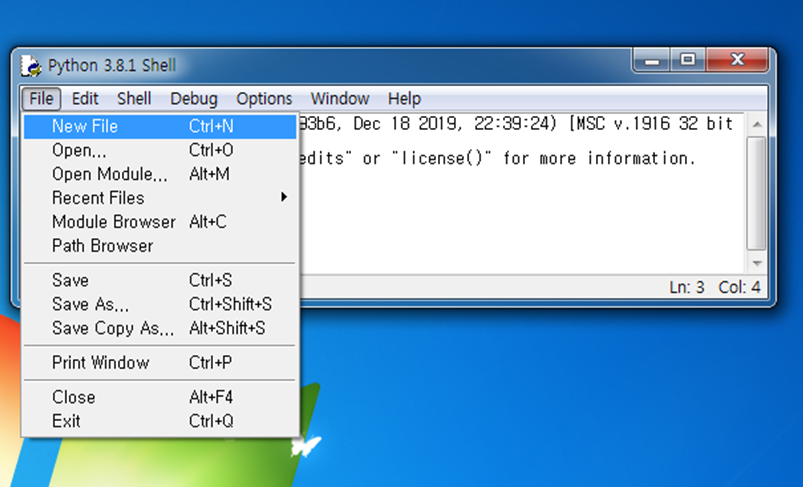 Python 3.8.1 Shell
File Edit Shell Debug Options Window Help
93b6, Dec 18 2019, 22:39:24) [MSC v.1916 32 bit
edits" or "license()" for more information.
New File Ctrl+N
Open... Ctrl+O
Open Module... Alt+M
Recent Files
Module Browser Alt+C
Path Browser
Save Ctrl+S
Save As... Ctrl+Shift+S
Save Copy As... Alt+Shift+S
Print Window Ctrl+P
Close Alt+F4
Exit Ctrl+Q
Ln: 3 Col: 4